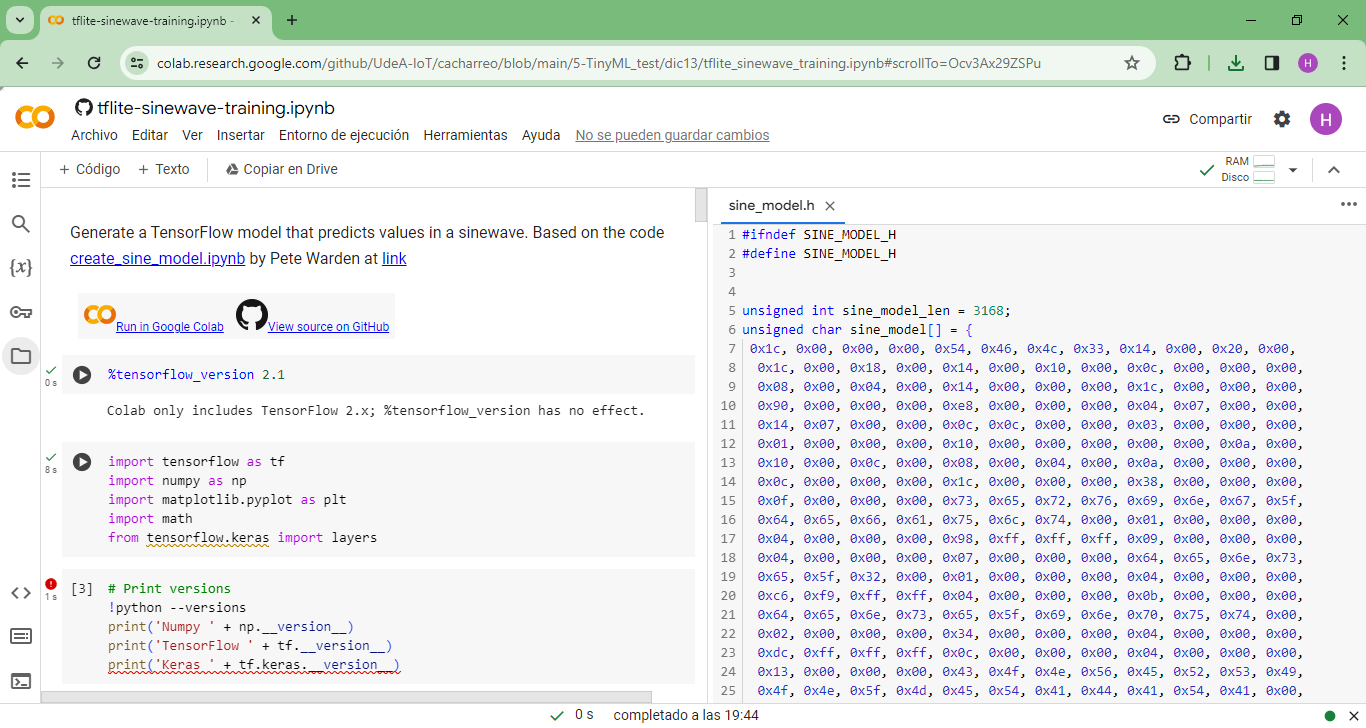 tflite-sinewave-training.ipynb -
colab.research.google.com/github/UdeA-IoT/cacharreo/blob/main/5-TinyML_test/dic13/tflite_sinewave_training.ipynb#scrollTo=Ocv3Ax29ZSPu
H
tflite-sinewave-training.ipynb
Archivo Editar Ver Insertar Entorno de ejecución Herramientas Ayuda No se pueden guardar cambios
Compartir
H
+ Código + Texto Copiar en Drive
RAM
Disco
Generate a TensorFlow model that predicts values in a sinewave. Based on the code
create_sine_model.ipynb by Pete Warden at link
Run in Google Colab View source on GitHub
0 s
%tensorflow_version 2.1
Colab only includes TensorFlow 2.x; %tensorflow_version has no effect.
8 s
import tensorflow as tf
import numpy as np
import matplotlib.pyplot as plt
import math
from tensorflow.keras import layers
1 s
[3] # Print versions
!python --versions
print('Numpy ' + np.__version__)
print('TensorFlow ' + tf.__version__)
print('Keras ' + tf.keras.__version__)
sine_model.h
1 #ifndef SINE_MODEL_H
2 #define SINE_MODEL_H
3
4
5 unsigned int sine_model_len = 3168;
6 unsigned char sine_model[] = {
7 0x1c, 0x00, 0x00, 0x00, 0x54, 0x46, 0x4c, 0x33, 0x14, 0x00, 0x20, 0x00,
8 0x1c, 0x00, 0x18, 0x00, 0x14, 0x00, 0x10, 0x00, 0x0c, 0x00, 0x00, 0x00,
9 0x08, 0x00, 0x04, 0x00, 0x14, 0x00, 0x00, 0x00, 0x1c, 0x00, 0x00, 0x00,
10 0x90, 0x00, 0x00, 0x00, 0xe8, 0x00, 0x00, 0x00, 0x04, 0x07, 0x00, 0x00,
11 0x14, 0x07, 0x00, 0x00, 0x0c, 0x0c, 0x00, 0x00, 0x03, 0x00, 0x00, 0x00,
12 0x01, 0x00, 0x00, 0x00, 0x10, 0x00, 0x00, 0x00, 0x00, 0x00, 0x0a, 0x00,
13 0x10, 0x00, 0x0c, 0x00, 0x08, 0x00, 0x04, 0x00, 0x0a, 0x00, 0x00, 0x00,
14 0x0c, 0x00, 0x00, 0x00, 0x1c, 0x00, 0x00, 0x00, 0x38, 0x00, 0x00, 0x00,
15 0x0f, 0x00, 0x00, 0x00, 0x73, 0x65, 0x72, 0x76, 0x69, 0x6e, 0x67, 0x5f,
16 0x64, 0x65, 0x66, 0x61, 0x75, 0x6c, 0x74, 0x00, 0x01, 0x00, 0x00, 0x00,
17 0x04, 0x00, 0x00, 0x00, 0x98, 0xff, 0xff, 0xff, 0x09, 0x00, 0x00, 0x00,
18 0x04, 0x00, 0x00, 0x00, 0x07, 0x00, 0x00, 0x00, 0x64, 0x65, 0x6e, 0x73,
19 0x65, 0x5f, 0x32, 0x00, 0x01, 0x00, 0x00, 0x00, 0x04, 0x00, 0x00, 0x00,
20 0xc6, 0xf9, 0xff, 0xff, 0x04, 0x00, 0x00, 0x00, 0x0b, 0x00, 0x00, 0x00,
21 0x64, 0x65, 0x6e, 0x73, 0x65, 0x5f, 0x69, 0x6e, 0x70, 0x75, 0x74, 0x00,
22 0x02, 0x00, 0x00, 0x00, 0x34, 0x00, 0x00, 0x00, 0x04, 0x00, 0x00, 0x00,
23 0xdc, 0xff, 0xff, 0xff, 0x0c, 0x00, 0x00, 0x00, 0x04, 0x00, 0x00, 0x00,
24 0x13, 0x00, 0x00, 0x00, 0x43, 0x4f, 0x4e, 0x56, 0x45, 0x52, 0x53, 0x49,
25 0x4f, 0x4e, 0x5f, 0x4d, 0x45, 0x54, 0x41, 0x44, 0x41, 0x54, 0x41, 0x00,
0 s completado a las 19:44